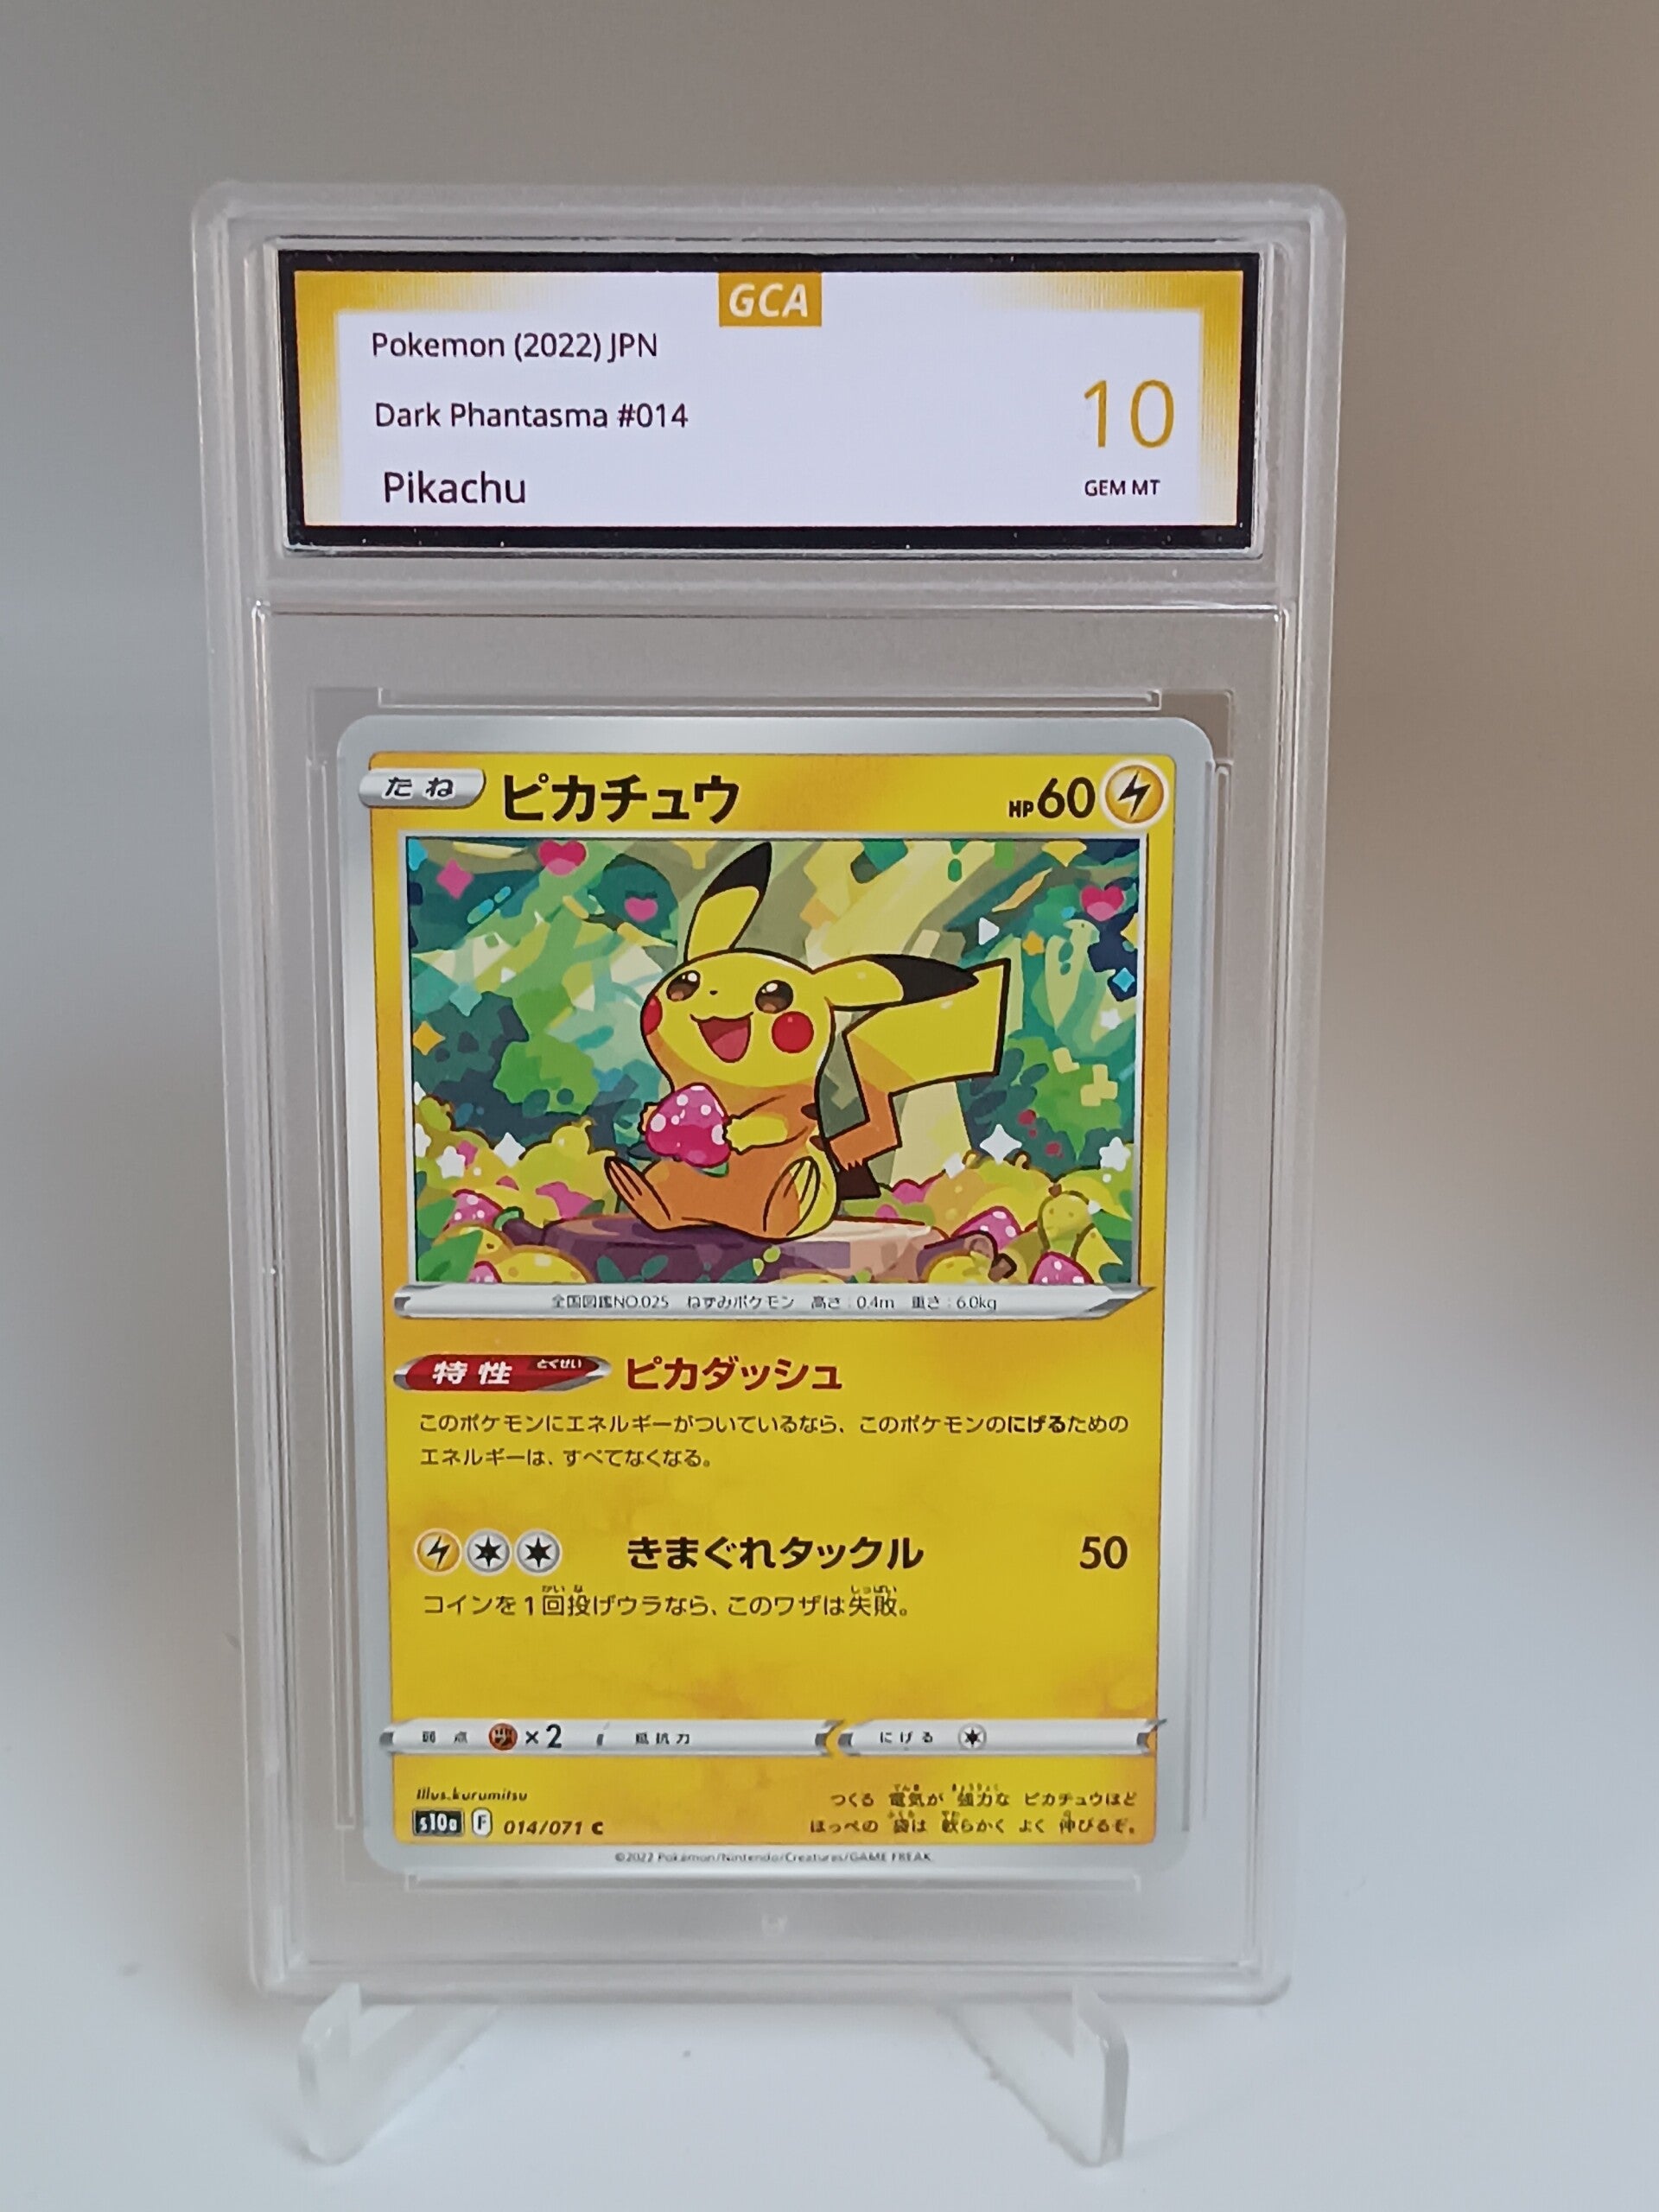 GCA
Pokemon (2022) JPN
Dark Phantasma #014
Pikachu
10
GEM MT
たね ピカチュウ HP60
全国図鑑NO.025 ねずみポケモン 高さ:0.4m 重さ:6.0kg
特性 とくせい ピカダッシュ
このポケモンにエネルギーがついているなら、このポケモンのにげるための
エネルギーは、すべてなくなる。
きまぐれタックル 50
コインを1回投げウラなら、このワザは失敗。
弱点 ×2 抵抗力 にげる
illus.kurumitsu
s10a F 014/071 C
つくる 電気が 強力な ピカチュウほど
ほっぺの 袋は 軟らかく よく 伸びるぞ。
©2022 Pokémon/Nintendo/Creatures/GAME FREAK.